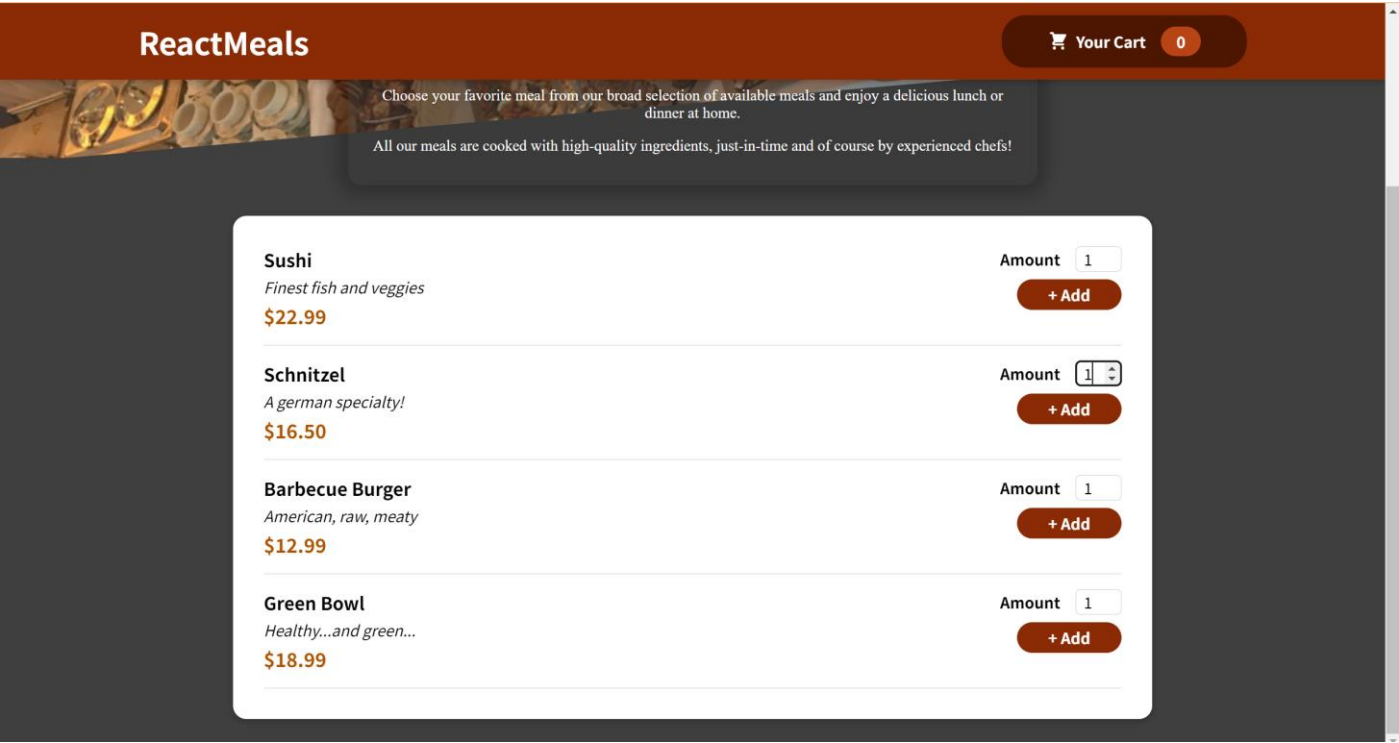 ReactMeals
Your Cart 0
Choose your favorite meal from our broad selection of available meals and enjoy a delicious lunch or
dinner at home.
All our meals are cooked with high-quality ingredients, just-in-time and of course by experienced chefs!
Sushi
Finest fish and veggies
$22.99
Amount 1
+ Add
Schnitzel
A german specialty!
$16.50
Amount 1
+ Add
Barbecue Burger
American, raw, meaty
$12.99
Amount 1
+ Add
Green Bowl
Healthy...and green...
$18.99
Amount 1
+ Add